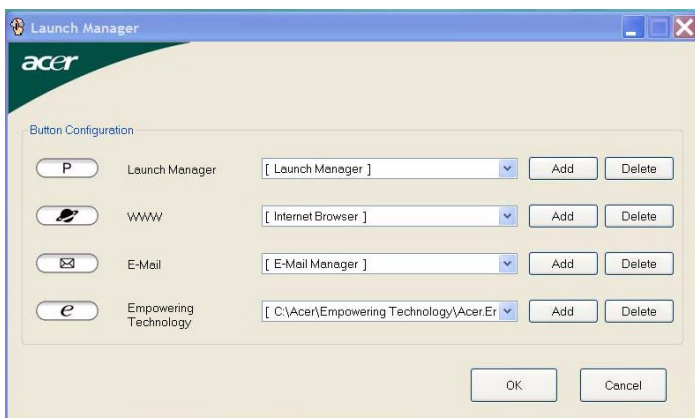 Launch Manager
acer
Button Configuration
P Launch Manager [ Launch Manager ] Add Delete
WWW [ Internet Browser ] Add Delete
E-Mail [ E-Mail Manager ] Add Delete
e Empowering Technology [ C:\Acer\Empowering Technology\Acer.Er Add Delete
OK Cancel